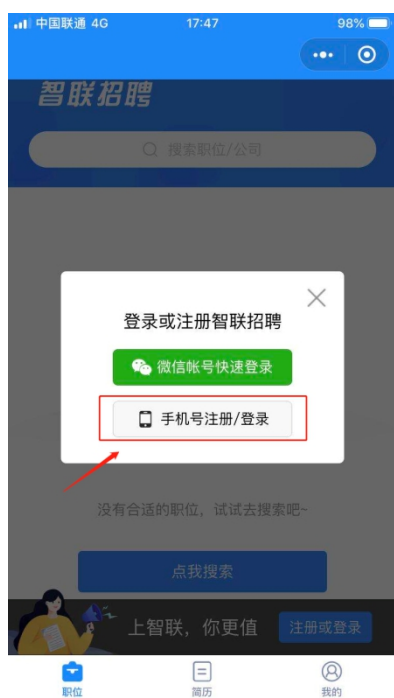 中国联通 4G 17:47 98%
智联招聘
搜索职位/公司
登录或注册智联招聘
微信帐号快速登录
手机号注册/登录
没有合适的职位，试试去搜索吧~
点我搜索
上智联，你更值 注册或登录
职位 简历 我的